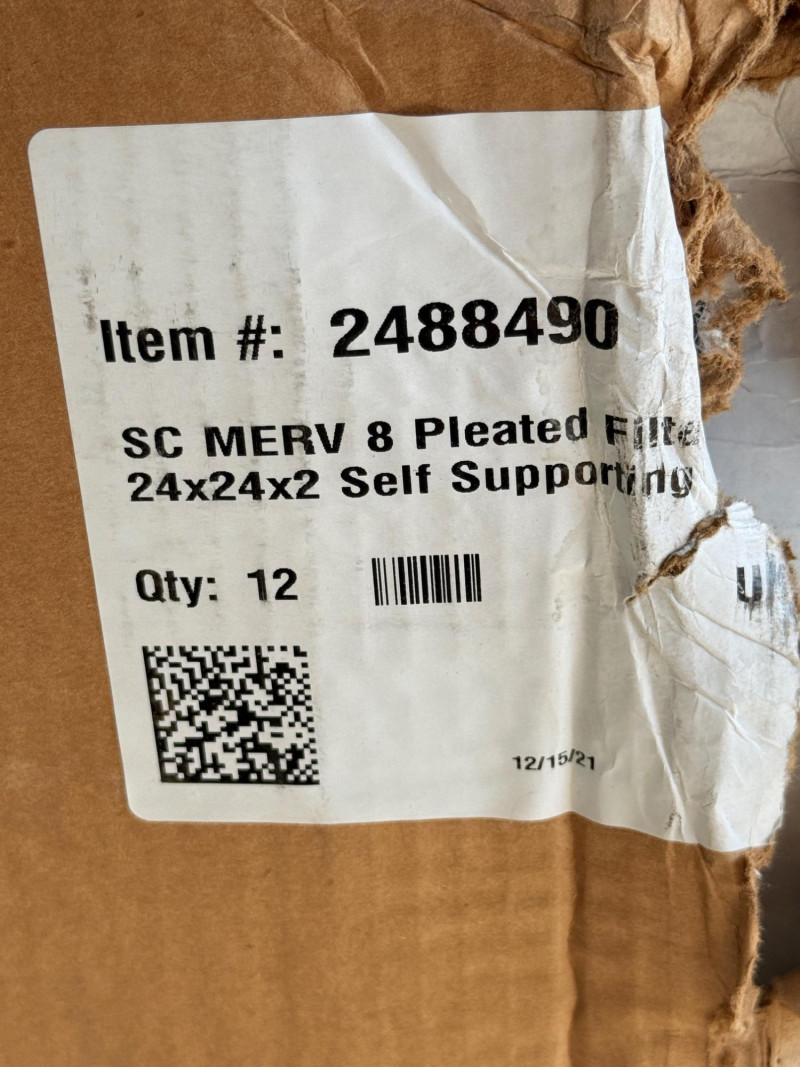 Item #: 2488490
SC MERV 8 Pleated Filte
24x24x2 Self Supporting
Qty: 12
U
12/15/21